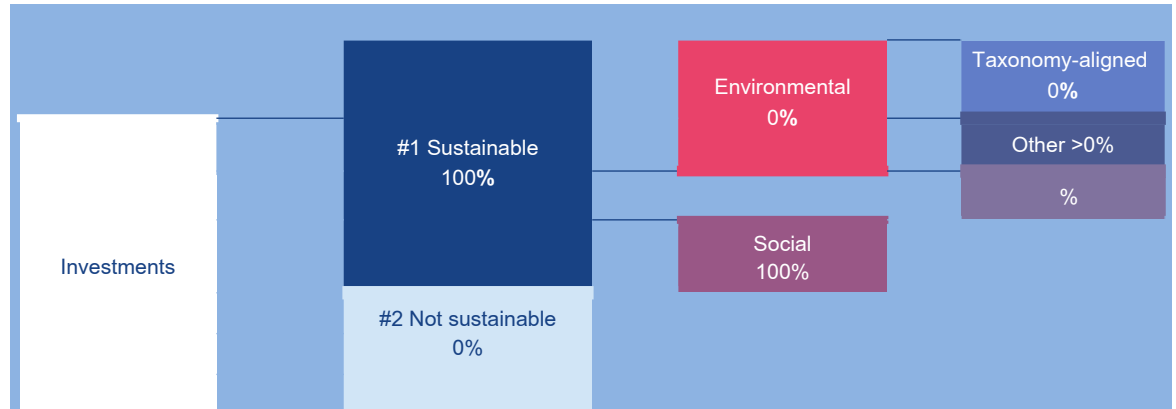 Investments
#1 Sustainable
100%
#2 Not sustainable
0%
Environmental
0%
Social
100%
Taxonomy-aligned
0%
Other >0%
%